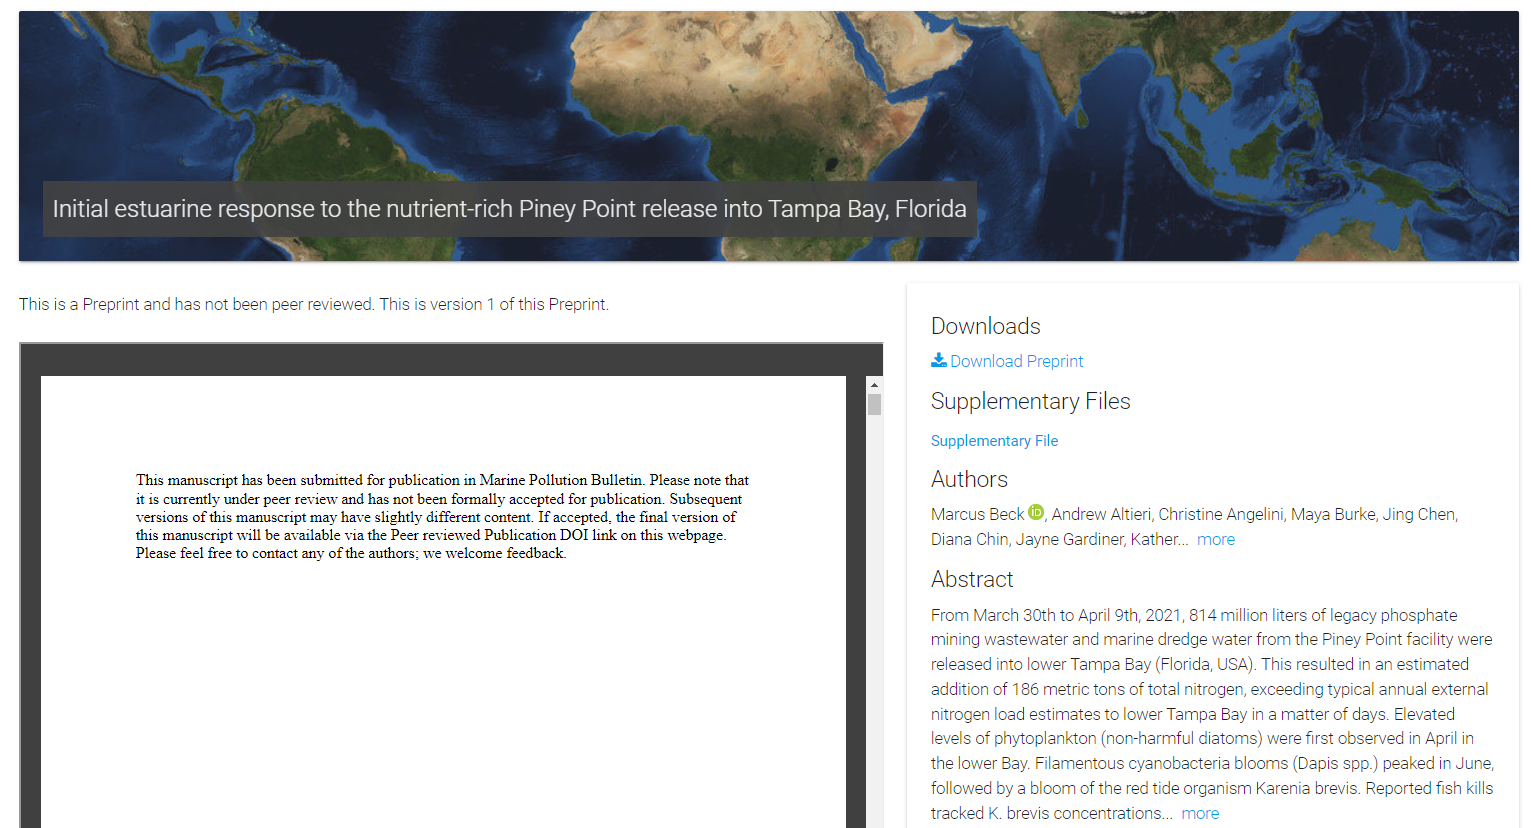 Initial estuarine response to the nutrient-rich Piney Point release into Tampa Bay, Florida
This is a Preprint and has not been peer reviewed. This is version 1 of this Preprint.
This manuscript has been submitted for publication in Marine Pollution Bulletin. Please note that
it is currently under peer review and has not been formally accepted for publication. Subsequent
versions of this manuscript may have slightly different content. If accepted, the final version of
this manuscript will be available via the Peer reviewed Publication DOI link on this webpage.
Please feel free to contact any of the authors; we welcome feedback.
Downloads
Download Preprint
Supplementary Files
Supplementary File
Authors
Marcus Beck iD, Andrew Altieri, Christine Angelini, Maya Burke, Jing Chen,
Diana Chin, Jayne Gardiner, Kather... more
Abstract
From March 30th to April 9th, 2021, 814 million liters of legacy phosphate
mining wastewater and marine dredge water from the Piney Point facility were
released into lower Tampa Bay (Florida, USA). This resulted in an estimated
addition of 186 metric tons of total nitrogen, exceeding typical annual external
nitrogen load estimates to lower Tampa Bay in a matter of days. Elevated
levels of phytoplankton (non-harmful diatoms) were first observed in April in
the lower Bay. Filamentous cyanobacteria blooms (Dapis spp.) peaked in June,
followed by a bloom of the red tide organism Karenia brevis. Reported fish kills
tracked K. brevis concentrations... more